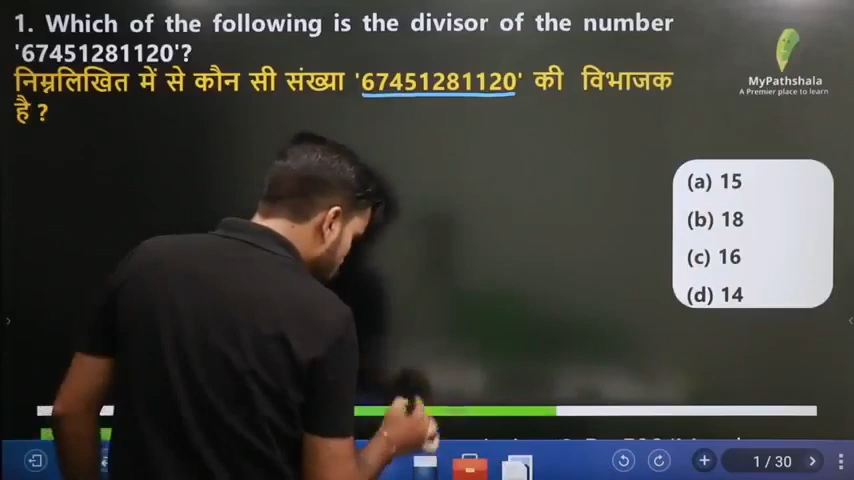 1. Which of the following is the divisor of the number
'67451281120'?
निम्नलिखित में से कौन सी संख्या '67451281120' की विभाजक
है ?
MyPathshala
A Premier place to learn
(a) 15
(b) 18
(c) 16
(d) 14
1 / 30